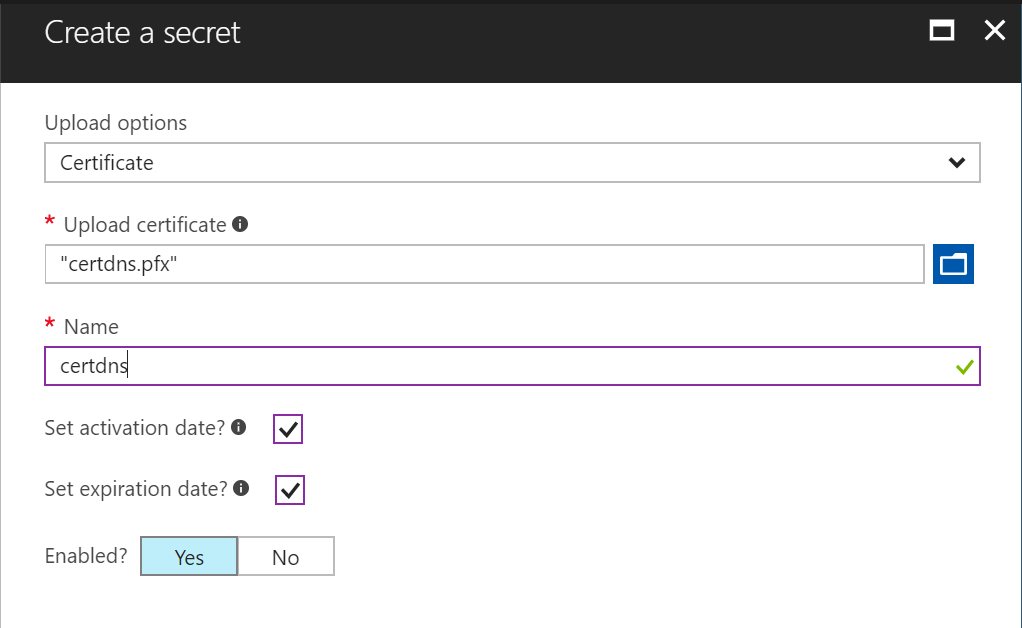 Create a secret
Upload options
Certificate
* Upload certificate
"certdns.pfx"
* Name
certdns
Set activation date?
Set expiration date?
Enabled? Yes No